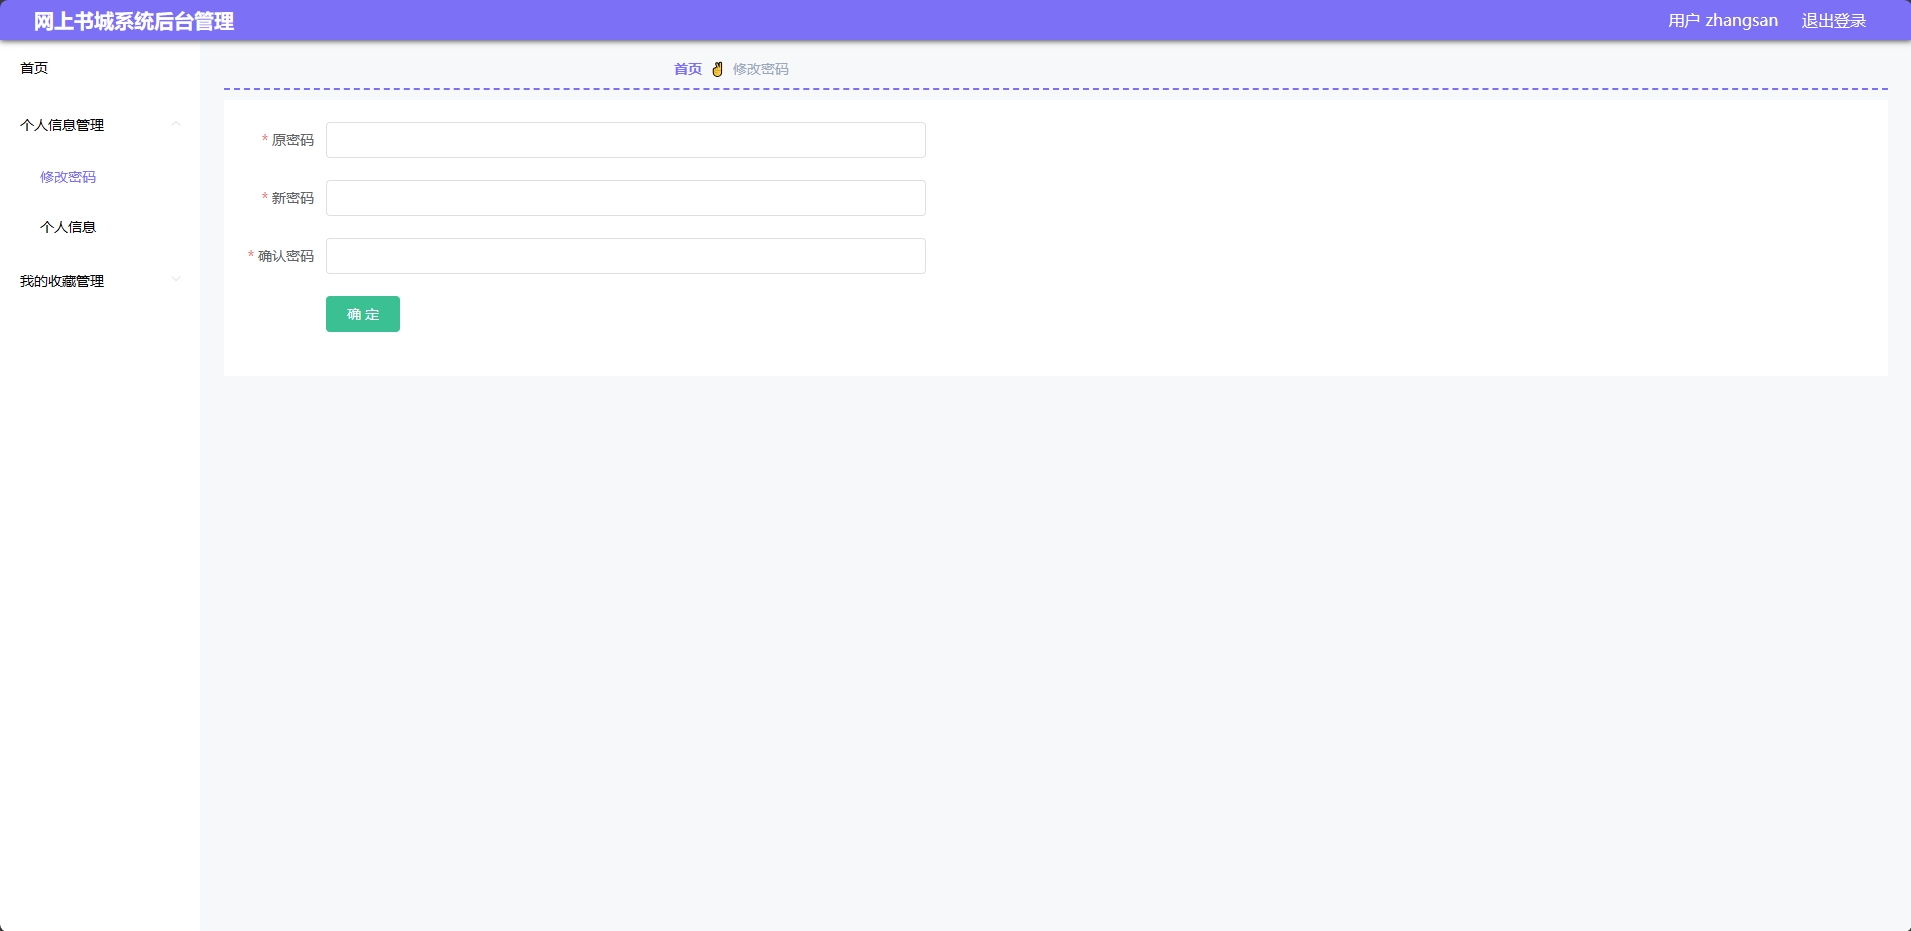 网上书城系统后台管理
用户 zhangsan 退出登录
首页
个人信息管理
修改密码
个人信息
我的收藏管理
首页 ✌ 修改密码
* 原密码
* 新密码
* 确认密码
确 定